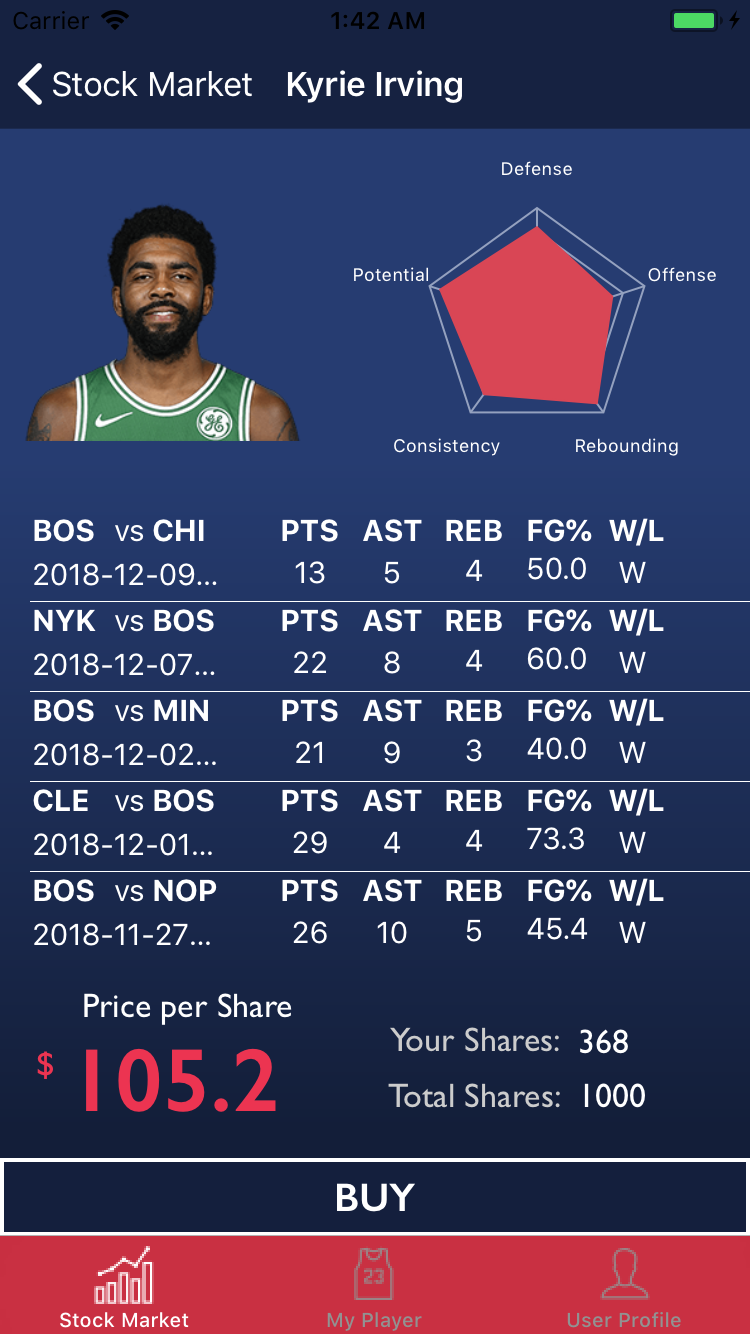 Carrier 1:42 AM
Stock Market Kyrie Irving
Defense
Potential Offense
Consistency Rebounding
BOS vs CHI PTS AST REB FG% W/L
2018-12-09... 13 5 4 50.0 W
NYK vs BOS PTS AST REB FG% W/L
2018-12-07... 22 8 4 60.0 W
BOS vs MIN PTS AST REB FG% W/L
2018-12-02... 21 9 3 40.0 W
CLE vs BOS PTS AST REB FG% W/L
2018-12-01... 29 4 4 73.3 W
BOS vs NOP PTS AST REB FG% W/L
2018-11-27... 26 10 5 45.4 W
Price per Share
$ 105.2
Your Shares: 368
Total Shares: 1000
BUY
23
Stock Market My Player User Profile